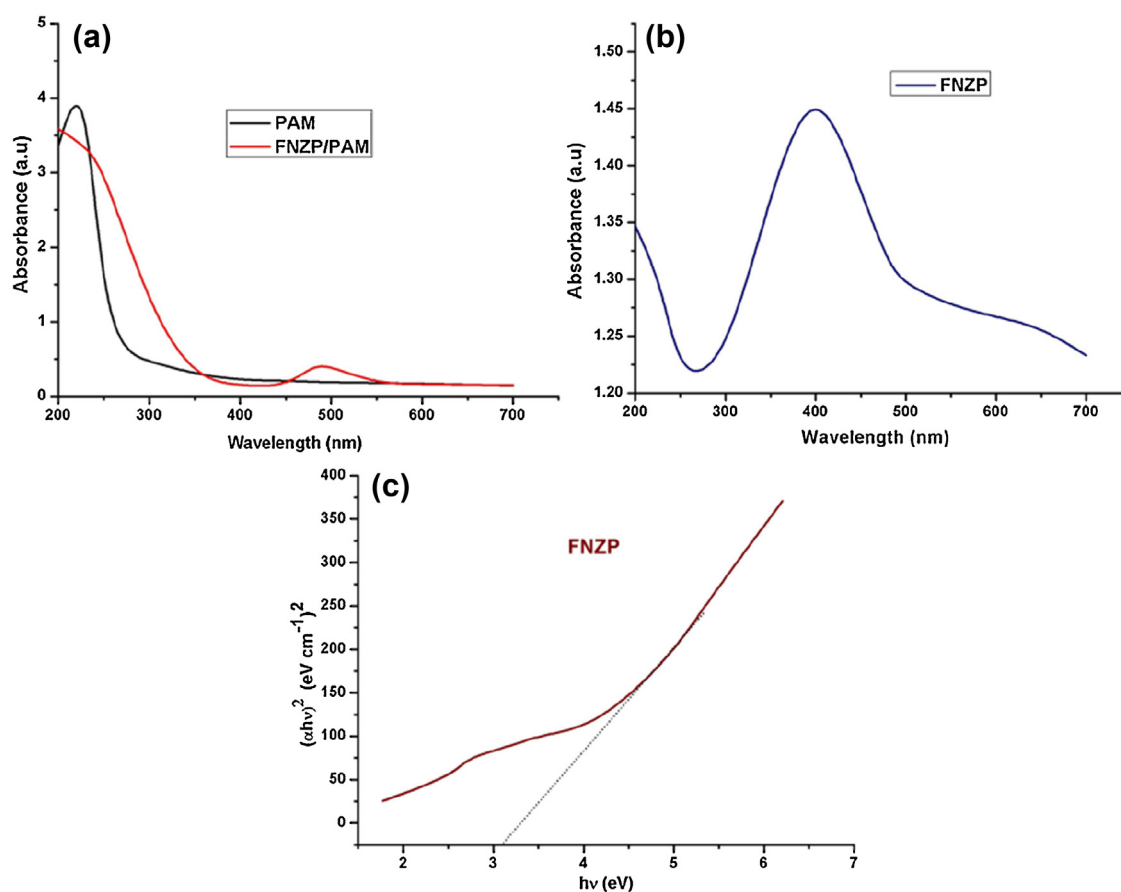 (a)
5
4
3
2
1
0
Absorbance (a.u)
PAM
FNZP/PAM
200 300 400 500 600 700
Wavelength (nm)
(b)
1.50
1.45
1.40
1.35
1.30
1.25
1.20
Absorbance (a.u)
FNZP
200 300 400 500 600 700
Wavelength (nm)
(c)
400
350
300
250
200
150
100
50
0
(αhν)² (eV cm⁻¹)²
FNZP
2 3 4 5 6 7
hν (eV)